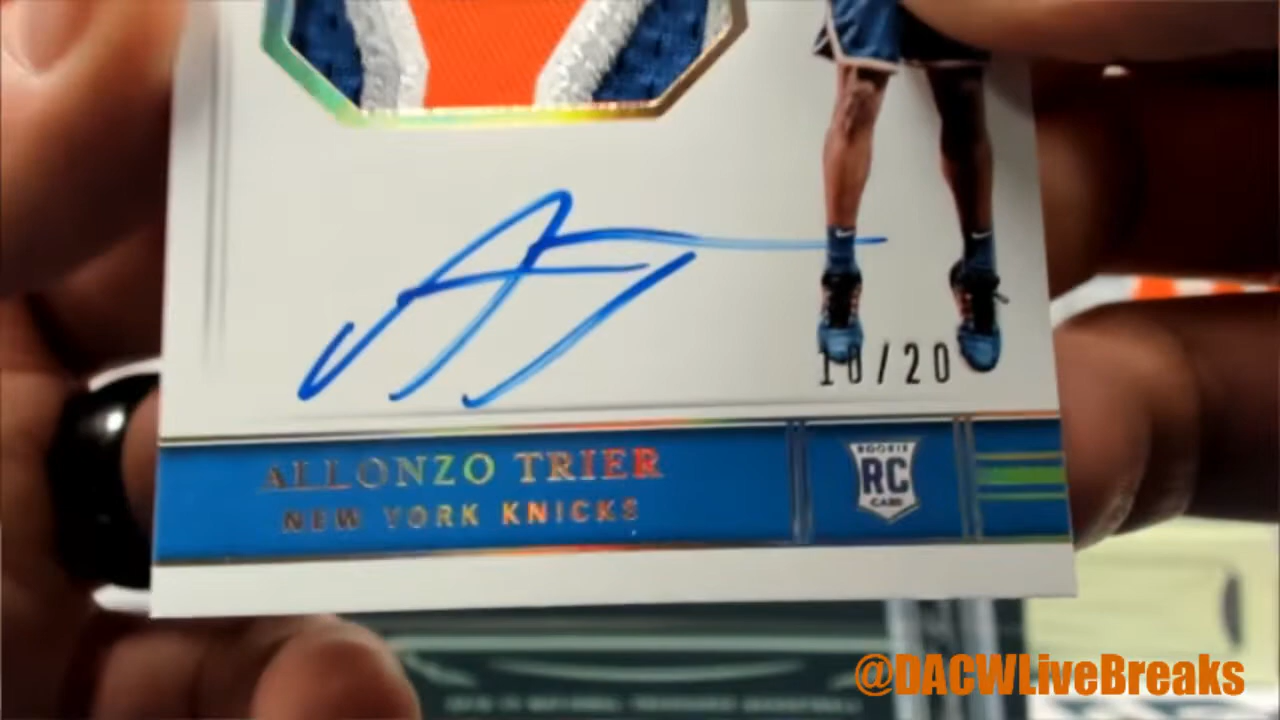 10/20
ALLONZO TRIER
NEW YORK KNICKS
ROOKIE
RC
CARD
@DACWLiveBreaks